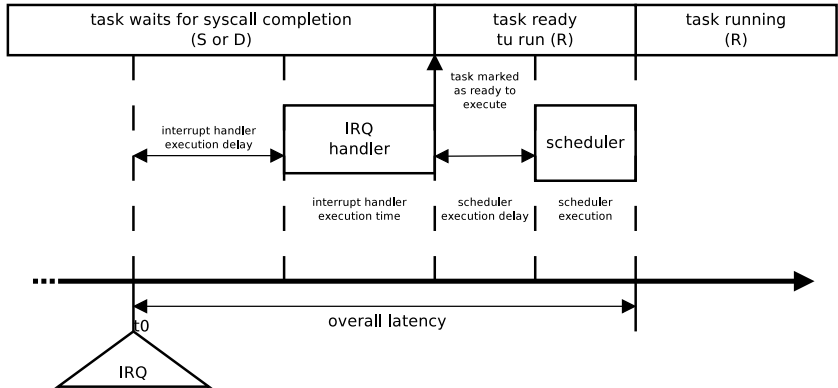 task waits for syscall completion
(S or D)
task ready
tu run (R)
task running
(R)
task marked
as ready to
execute
interrupt handler
execution delay
IRQ
handler
scheduler
interrupt handler
execution time
scheduler
execution delay
scheduler
execution
t0
overall latency
IRQ